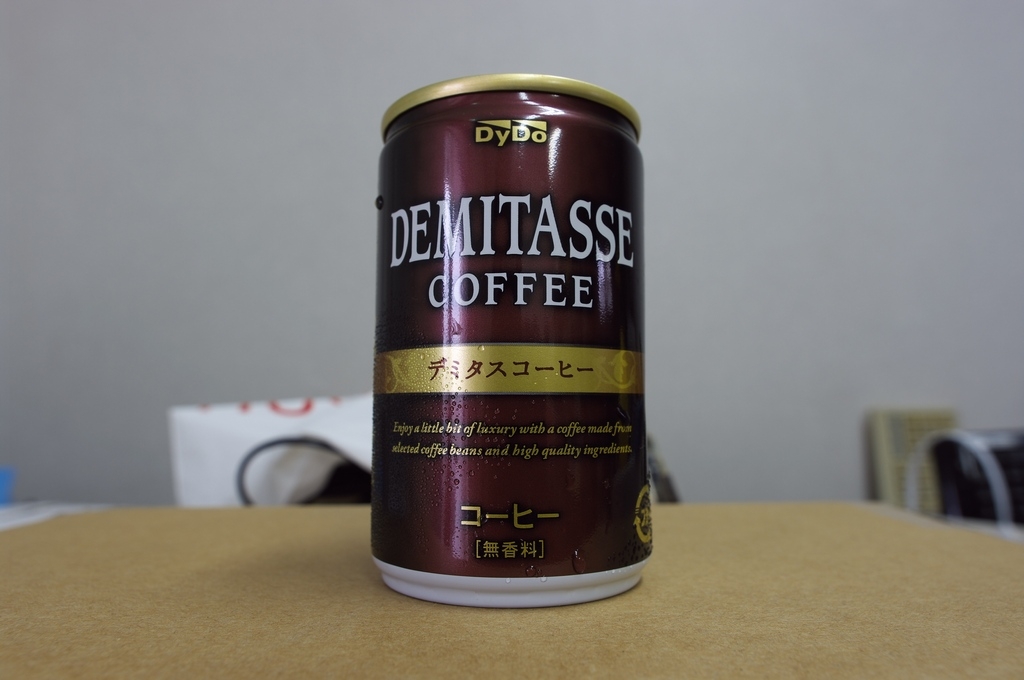 DyDo
DEMITASSE
COFFEE
デミタスコーヒー
Enjoy a little bit of luxury with a coffee made from
selected coffee beans and high quality ingredients.
コーヒー
[無香料]